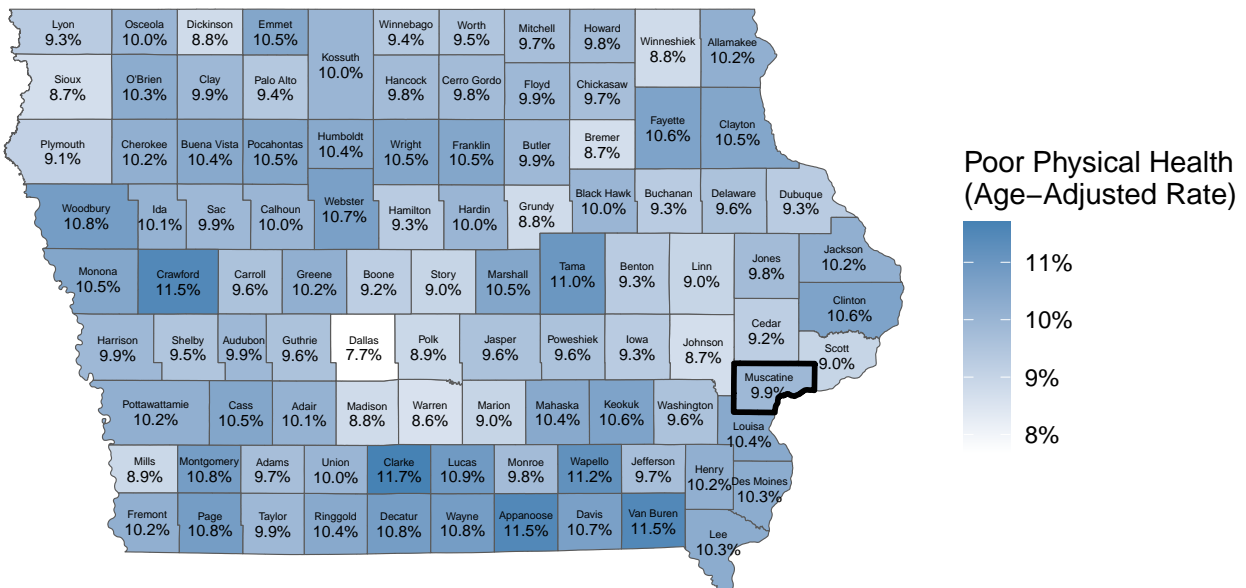 Lyon
9.3%
Osceola
10.0%
Dickinson
8.8%
Emmet
10.5%
Kossuth
10.0%
Winnebago
9.4%
Worth
9.5%
Mitchell
9.7%
Howard
9.8%
Winneshiek
8.8%
Allamakee
10.2%
Sioux
8.7%
O'Brien
10.3%
Clay
9.9%
Palo Alto
9.4%
Hancock
9.8%
Cerro Gordo
9.8%
Floyd
9.9%
Chickasaw
9.7%
Fayette
10.6%
Clayton
10.5%
Plymouth
9.1%
Cherokee
10.2%
Buena Vista
10.4%
Pocahontas
10.5%
Humboldt
10.4%
Wright
10.5%
Franklin
10.5%
Butler
9.9%
Bremer
8.7%
Woodbury
10.8%
Ida
10.1%
Sac
9.9%
Calhoun
10.0%
Webster
10.7%
Hamilton
9.3%
Hardin
10.0%
Grundy
8.8%
Black Hawk
10.0%
Buchanan
9.3%
Delaware
9.6%
Dubuque
9.3%
Monona
10.5%
Crawford
11.5%
Carroll
9.6%
Greene
10.2%
Boone
9.2%
Story
9.0%
Marshall
10.5%
Tama
11.0%
Benton
9.3%
Linn
9.0%
Jones
9.8%
Jackson
10.2%
Clinton
10.6%
Harrison
9.9%
Shelby
9.5%
Audubon
9.9%
Guthrie
9.6%
Dallas
7.7%
Polk
8.9%
Jasper
9.6%
Poweshiek
9.6%
Iowa
9.3%
Johnson
8.7%
Cedar
9.2%
Scott
9.0%
Muscatine
9.9%
Pottawattamie
10.2%
Cass
10.5%
Adair
10.1%
Madison
8.8%
Warren
8.6%
Marion
9.0%
Mahaska
10.4%
Keokuk
10.6%
Washington
9.6%
Louisa
10.4%
Mills
8.9%
Montgomery
10.8%
Adams
9.7%
Union
10.0%
Clarke
11.7%
Lucas
10.9%
Monroe
9.8%
Wapello
11.2%
Jefferson
9.7%
Henry
10.2%
Des Moines
10.3%
Fremont
10.2%
Page
10.8%
Taylor
9.9%
Ringgold
10.4%
Decatur
10.8%
Wayne
10.8%
Appanoose
11.5%
Davis
10.7%
Van Buren
11.5%
Lee
10.3%
Poor Physical Health
(Age−Adjusted Rate)
11%
10%
9%
8%